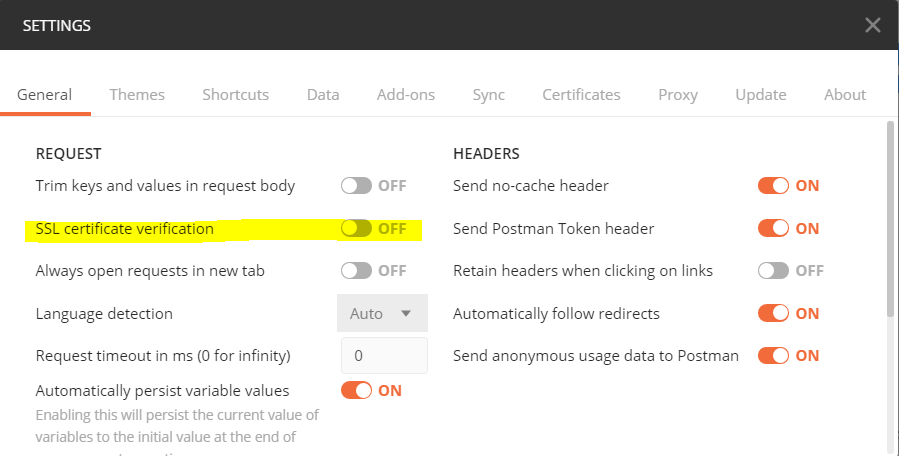 SETTINGS
General Themes Shortcuts Data Add-ons Sync Certificates Proxy Update About
REQUEST
Trim keys and values in request body OFF
SSL certificate verification OFF
Always open requests in new tab OFF
Language detection Auto
Request timeout in ms (0 for infinity) 0
Automatically persist variable values ON
Enabling this will persist the current value of
variables to the initial value at the end of
HEADERS
Send no-cache header ON
Send Postman Token header ON
Retain headers when clicking on links OFF
Automatically follow redirects ON
Send anonymous usage data to Postman ON